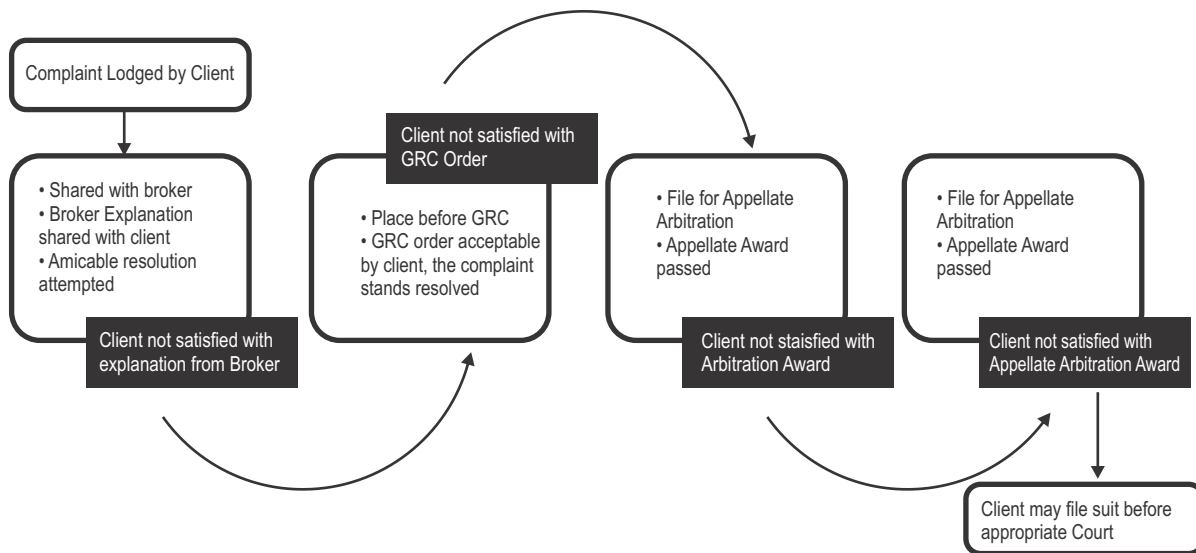 Complaint Lodged by Client
• Shared with broker
• Broker Explanation
shared with client
• Amicable resolution
attempted
Client not satisfied with
explanation from Broker
Client not satisfied with
GRC Order
• Place before GRC
• GRC order acceptable
by client, the complaint
stands resolved
• File for Appellate
Arbitration
• Appellate Award
passed
Client not staisfied with
Arbitration Award
• File for Appellate
Arbitration
• Appellate Award
passed
Client not satisfied with
Appellate Arbitration Award
Client may file suit before
appropriate Court